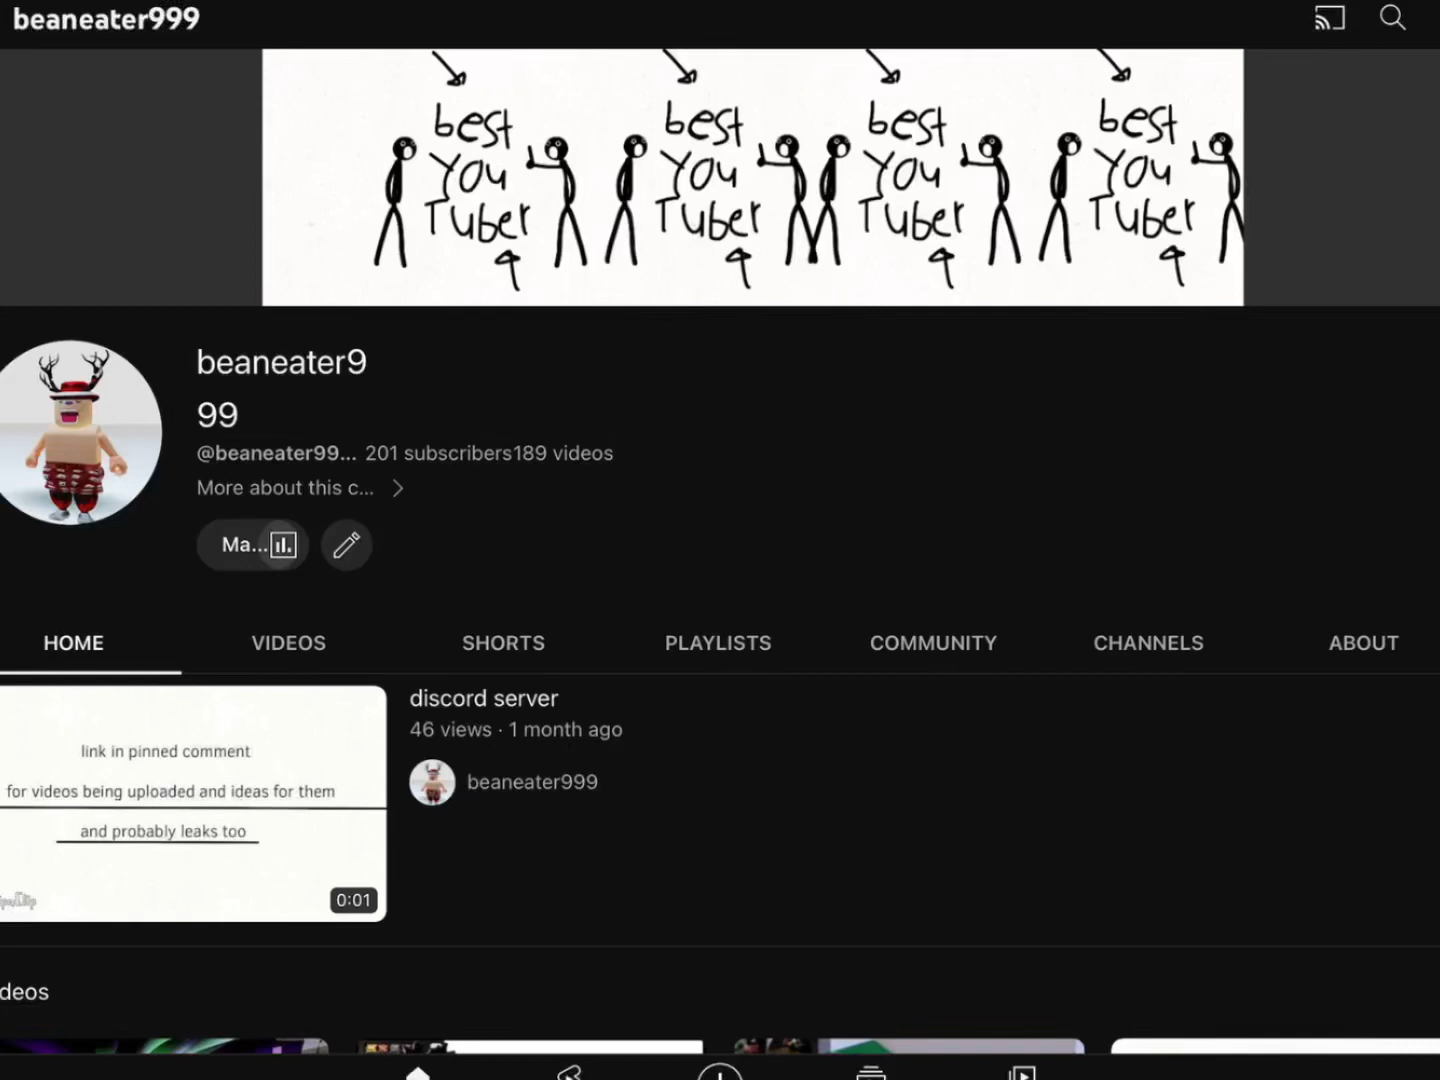 beaneater999
best best best best
You You You You
Tuber Tuber Tuber Tuber
beaneater9
99
@beaneater99... 201 subscribers189 videos
More about this c...
Ma...
HOME VIDEOS SHORTS PLAYLISTS COMMUNITY CHANNELS ABOUT
discord server
46 views · 1 month ago
beaneater999
link in pinned comment
for videos being uploaded and ideas for them
and probably leaks too
0:01
deos